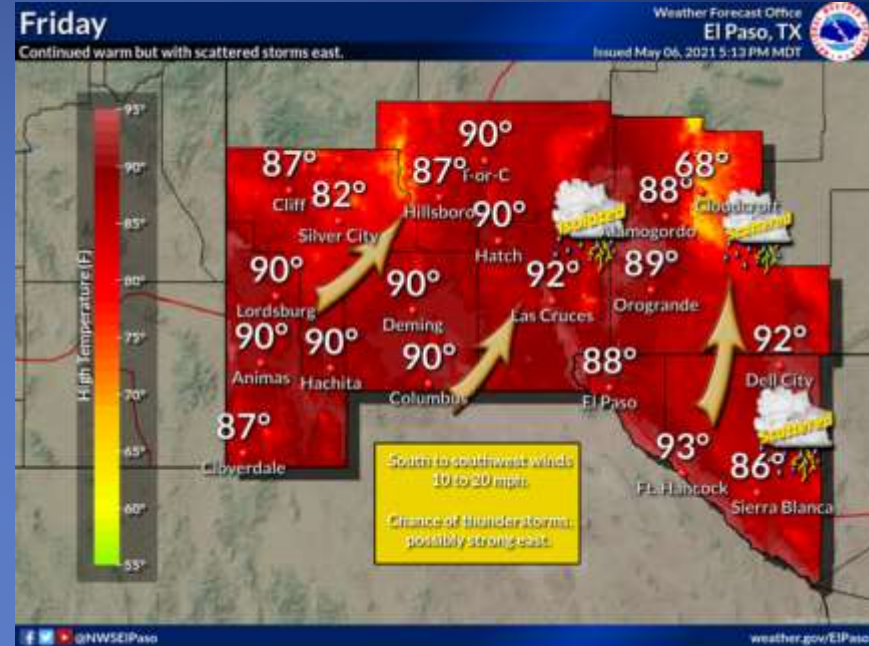 Friday
Continued warm but with scattered storms east.
Weather Forecast Office
El Paso, TX
Issued May 06, 2021 5:13 PM MDT
High Temperature (F)
95°
90°
85°
80°
75°
70°
65°
60°
55°
87°
Cliff
82°
Silver City
87°
Hillsboro
90°
T-or-C
90°
Hatch
Isolated
88°
Alamogordo
68°
Cloudcroft
Scattered
90°
Lordsburg
90°
Deming
92°
Las Cruces
89°
Orogrande
90°
Animas
90°
Hachita
90°
Columbus
88°
El Paso
92°
Dell City
Scattered
87°
Cloverdale
93°
Ft. Hancock
86°
Sierra Blanca
South to southwest winds
10 to 20 mph.
Chance of thunderstorms,
possibly strong east.
@NWSElPaso
weather.gov/ElPaso